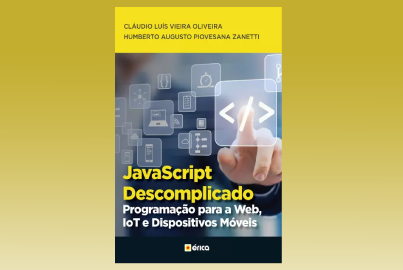 CLÁUDIO LUÍS VIEIRA OLIVEIRA
HUMBERTO AUGUSTO PIOVESANA ZANETTI
</>
JavaScript
Descomplicado
Programação para a Web,
IoT e Dispositivos Móveis
érica